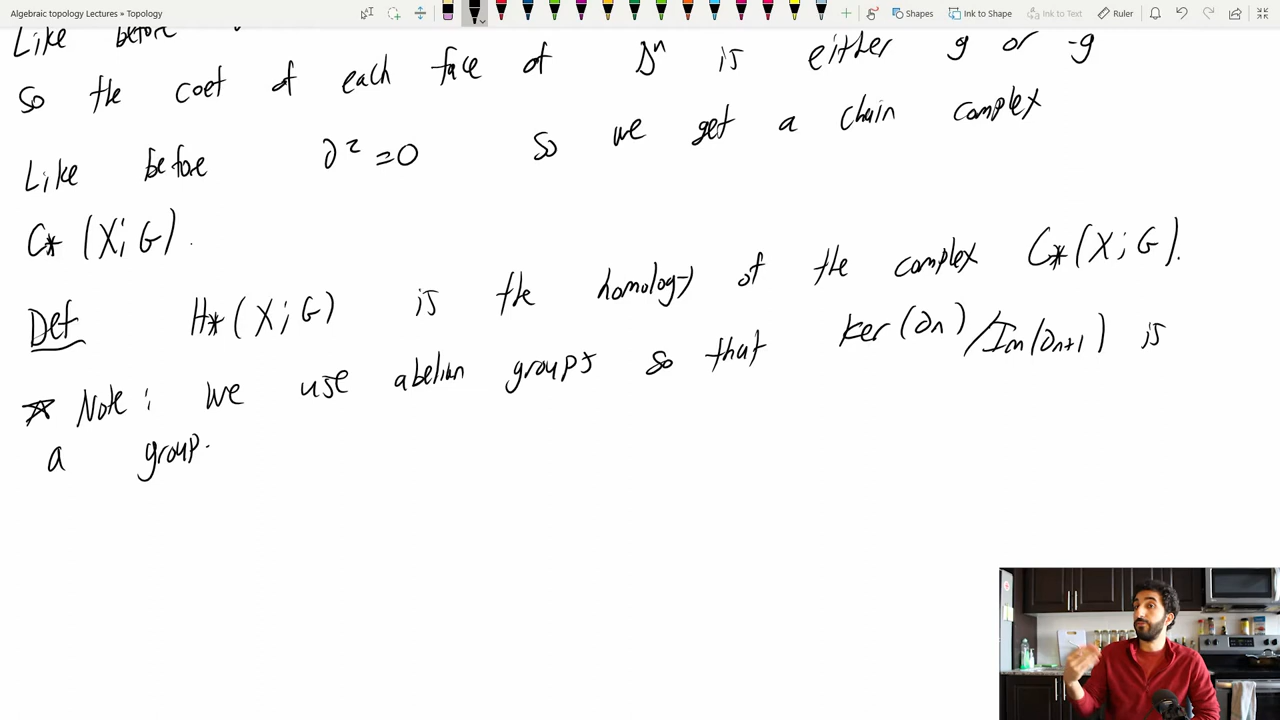 Algebraic topology Lectures » Topology
Shapes Ink to Shape Ink to Text Ruler
Like before
So the coef of each face of Δⁿ is either g or -g
Like before ∂² = 0 So we get a chain complex
C* (X; G).
Def H* (X; G) is the homology of the complex C* (X; G).
* Note: we use abelian groups so that ker(∂n) / Im(∂n+1) is
a group.